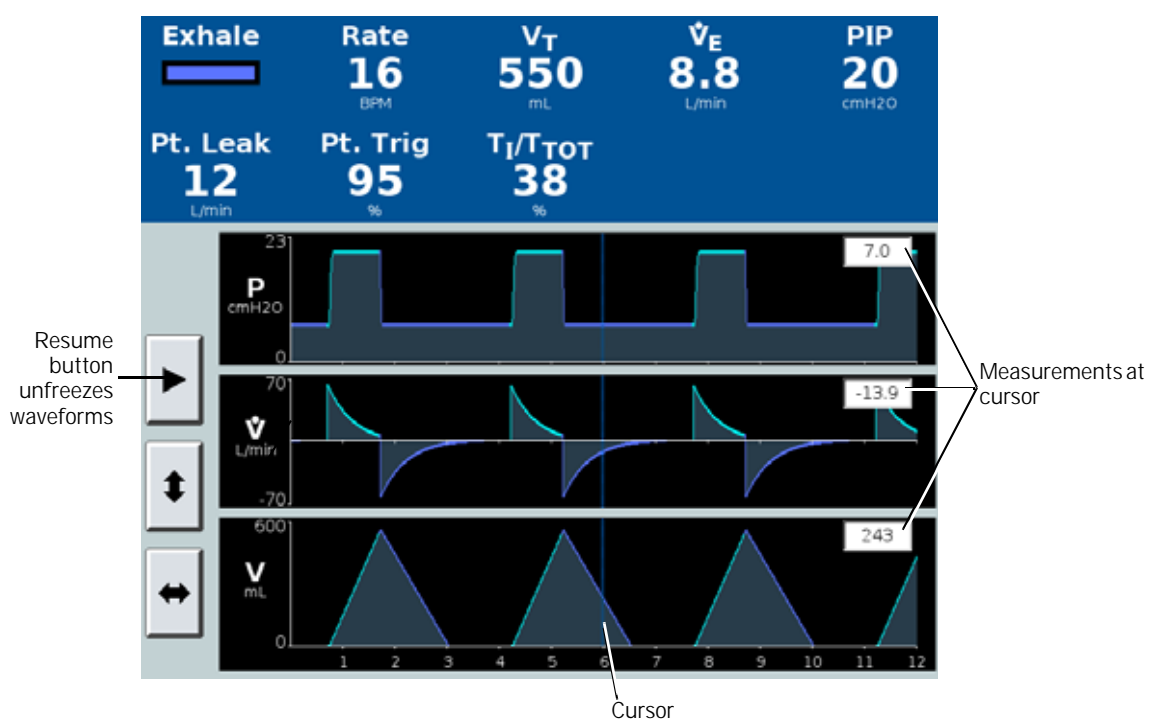 Exhale Rate VT V̇E PIP
16 550 8.8 20
BPM mL L/min cmH2O
Pt. Leak Pt. Trig TI/TTOT
12 95 38
L/min % %
23
7.0
P
cmH2O
0
Resume
button
unfreezes
waveforms
70
-13.9
V̇
L/min
-70
Measurements at
cursor
600
243
V
mL
0
1 2 3 4 5 6 7 8 9 10 11 12
Cursor